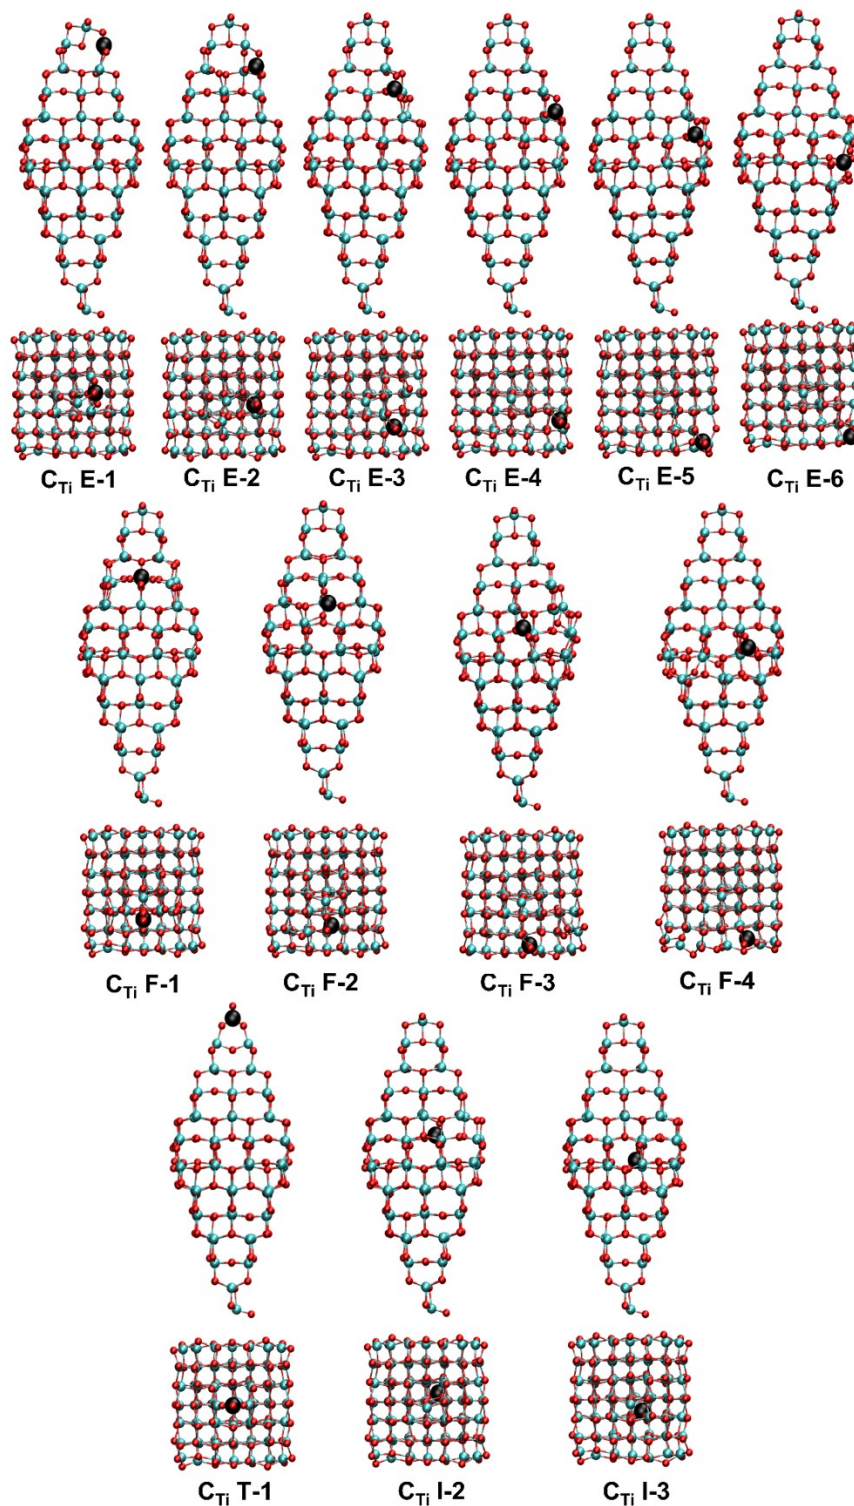 C_Ti E-1 C_Ti E-2 C_Ti E-3 C_Ti E-4 C_Ti E-5 C_Ti E-6
C_Ti F-1 C_Ti F-2 C_Ti F-3 C_Ti F-4
C_Ti T-1 C_Ti I-2 C_Ti I-3